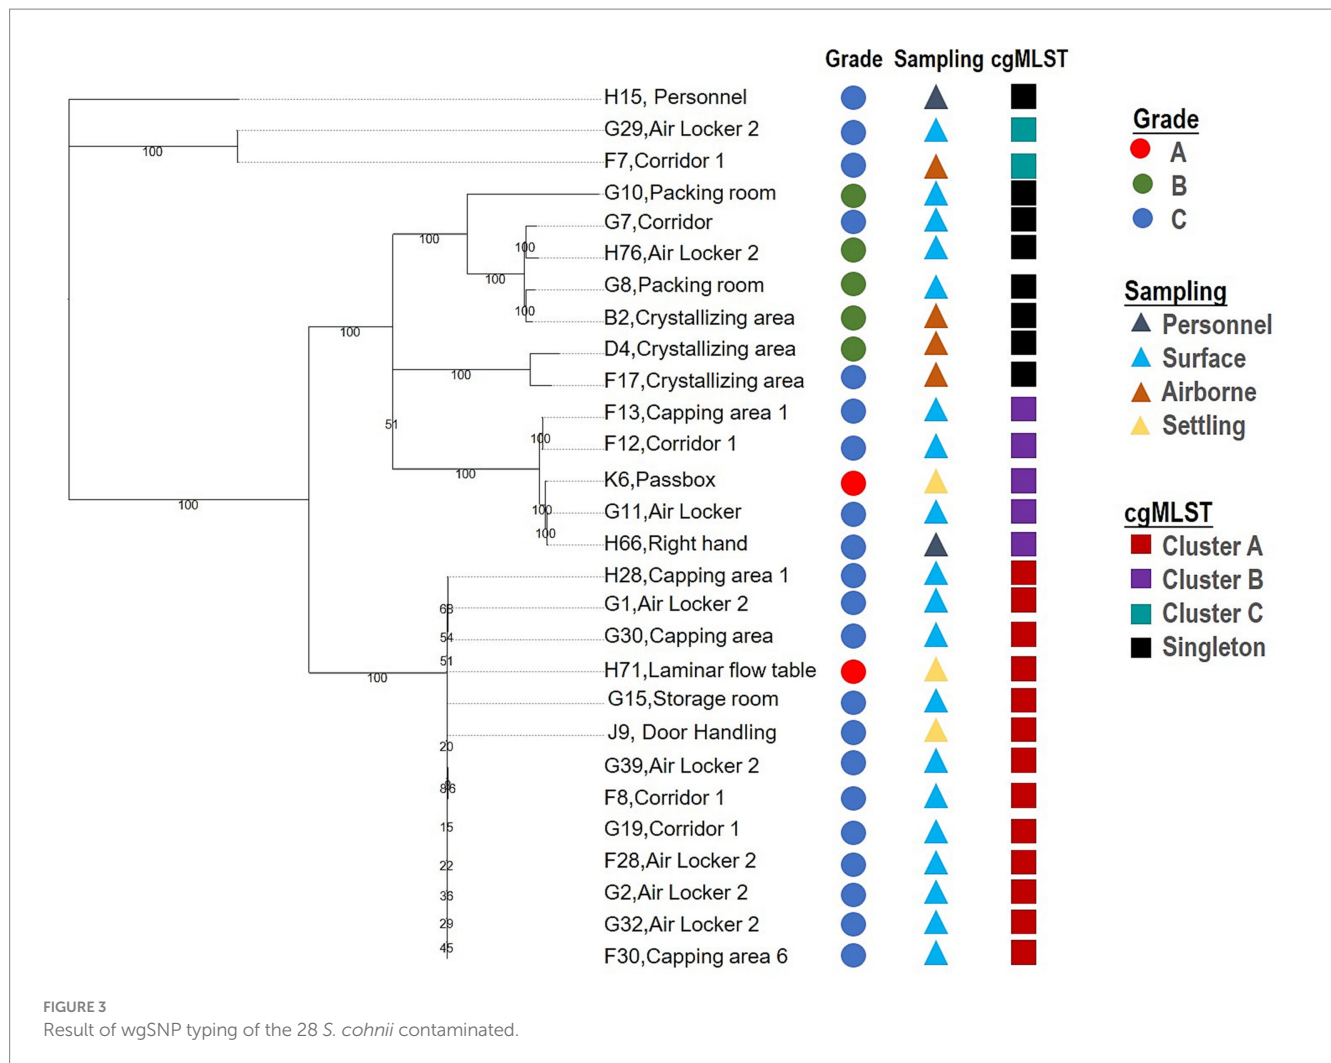 Grade Sampling cgMLST
H15, Personnel
G29,Air Locker 2
F7,Corridor 1
G10,Packing room
G7,Corridor
H76,Air Locker 2
G8,Packing room
B2,Crystallizing area
D4,Crystallizing area
F17,Crystallizing area
F13,Capping area 1
F12,Corridor 1
K6,Passbox
G11,Air Locker
H66,Right hand
H28,Capping area 1
G1,Air Locker 2
G30,Capping area
H71,Laminar flow table
G15,Storage room
J9, Door Handling
G39,Air Locker 2
F8,Corridor 1
G19,Corridor 1
F28,Air Locker 2
G2,Air Locker 2
G32,Air Locker 2
F30,Capping area 6
100
100
100
100
100
100
100
51
100
100
100
100
100
100
68
54
51
100
20
15
22
36
29
45
Grade
A
B
C
Sampling
Personnel
Surface
Airborne
Settling
cgMLST
Cluster A
Cluster B
Cluster C
Singleton
FIGURE 3
Result of wgSNP typing of the 28 S. cohnii contaminated.